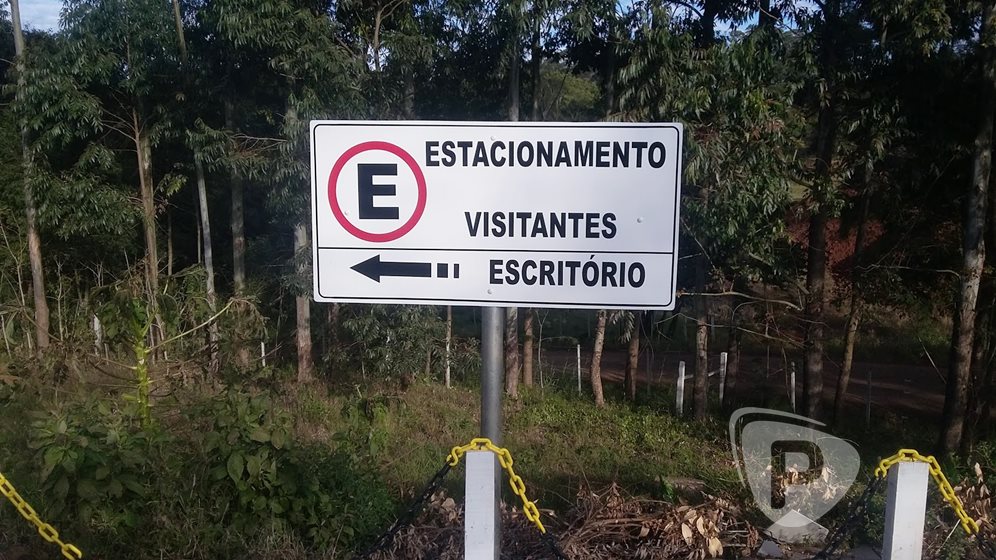 E ESTACIONAMENTO
VISITANTES
ESCRITÓRIO
P